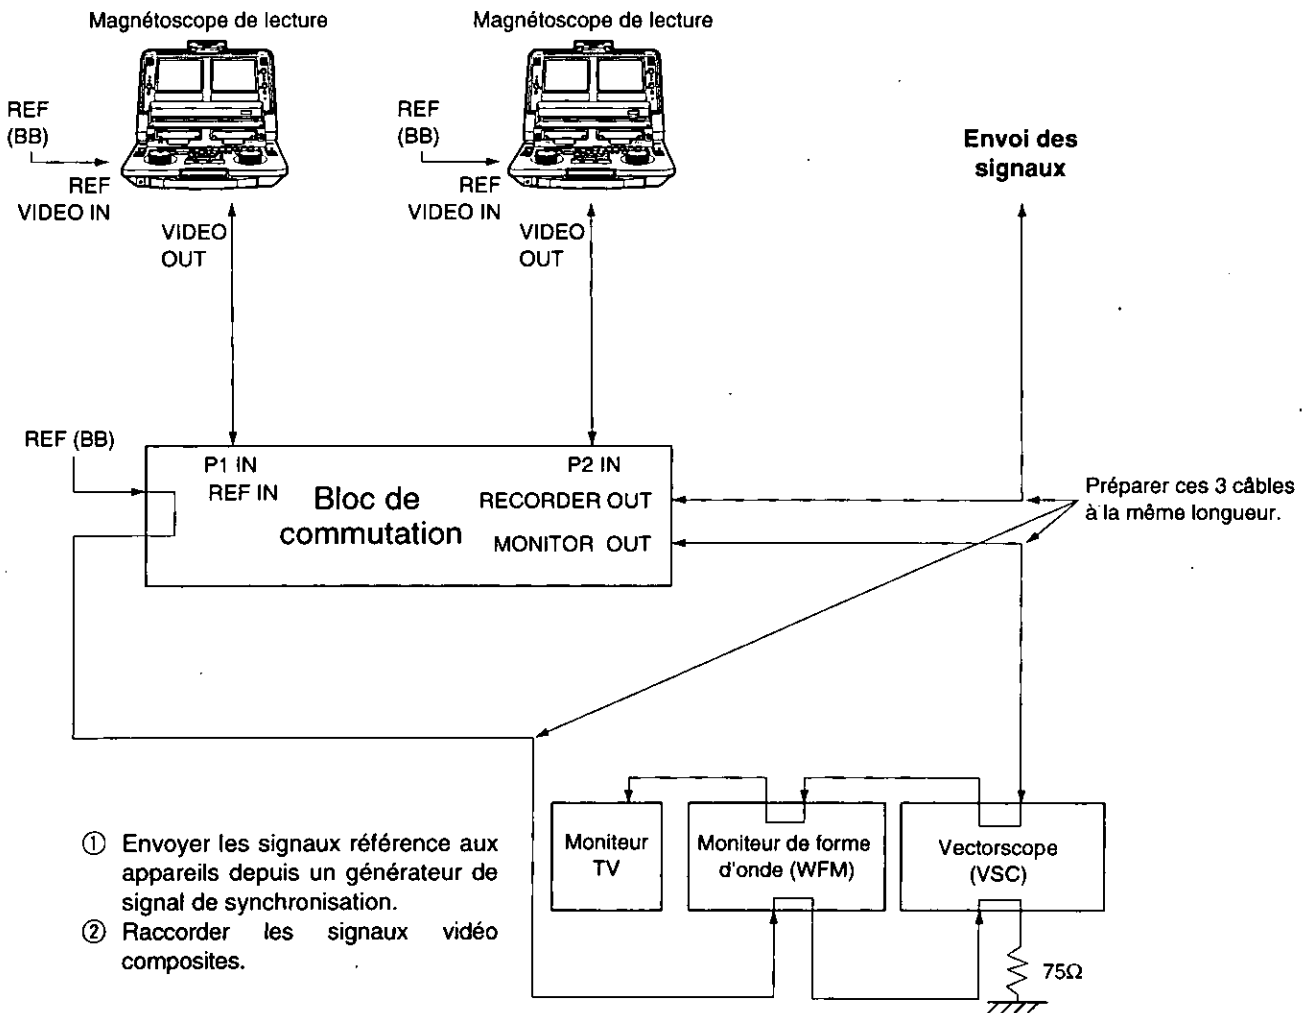 Magnétoscope de lecture
Magnétoscope de lecture
REF
(BB)
REF
VIDEO IN
VIDEO
OUT
REF
(BB)
REF
VIDEO IN
VIDEO
OUT
Envoi des
signaux
REF (BB)
P1 IN
REF IN
Bloc de
commutation
P2 IN
RECORDER OUT
MONITOR OUT
Préparer ces 3 câbles
à la même longueur.
Moniteur
TV
Moniteur de forme
d'onde (WFM)
Vectorscope
(VSC)
75Ω
① Envoyer les signaux référence aux
appareils depuis un générateur de
signal de synchronisation.
② Raccorder les signaux vidéo
composites.